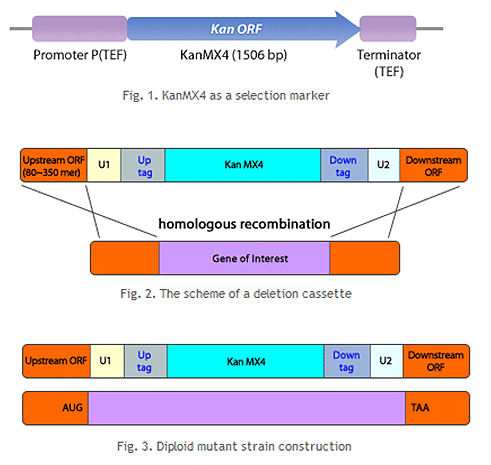 Kan ORF
Promoter P(TEF) KanMX4 (1506 bp) Terminator
(TEF)
Fig. 1. KanMX4 as a selection marker
Upstream ORF
(80~350 mer)
U1
Up
tag
Kan MX4
Down
tag
U2
Downstream
ORF
homologous recombination
Gene of Interest
Fig. 2. The scheme of a deletion cassette
Upstream ORF
U1
Up
tag
Kan MX4
Down
tag
U2
Downstream
ORF
AUG
TAA
Fig. 3. Diploid mutant strain construction